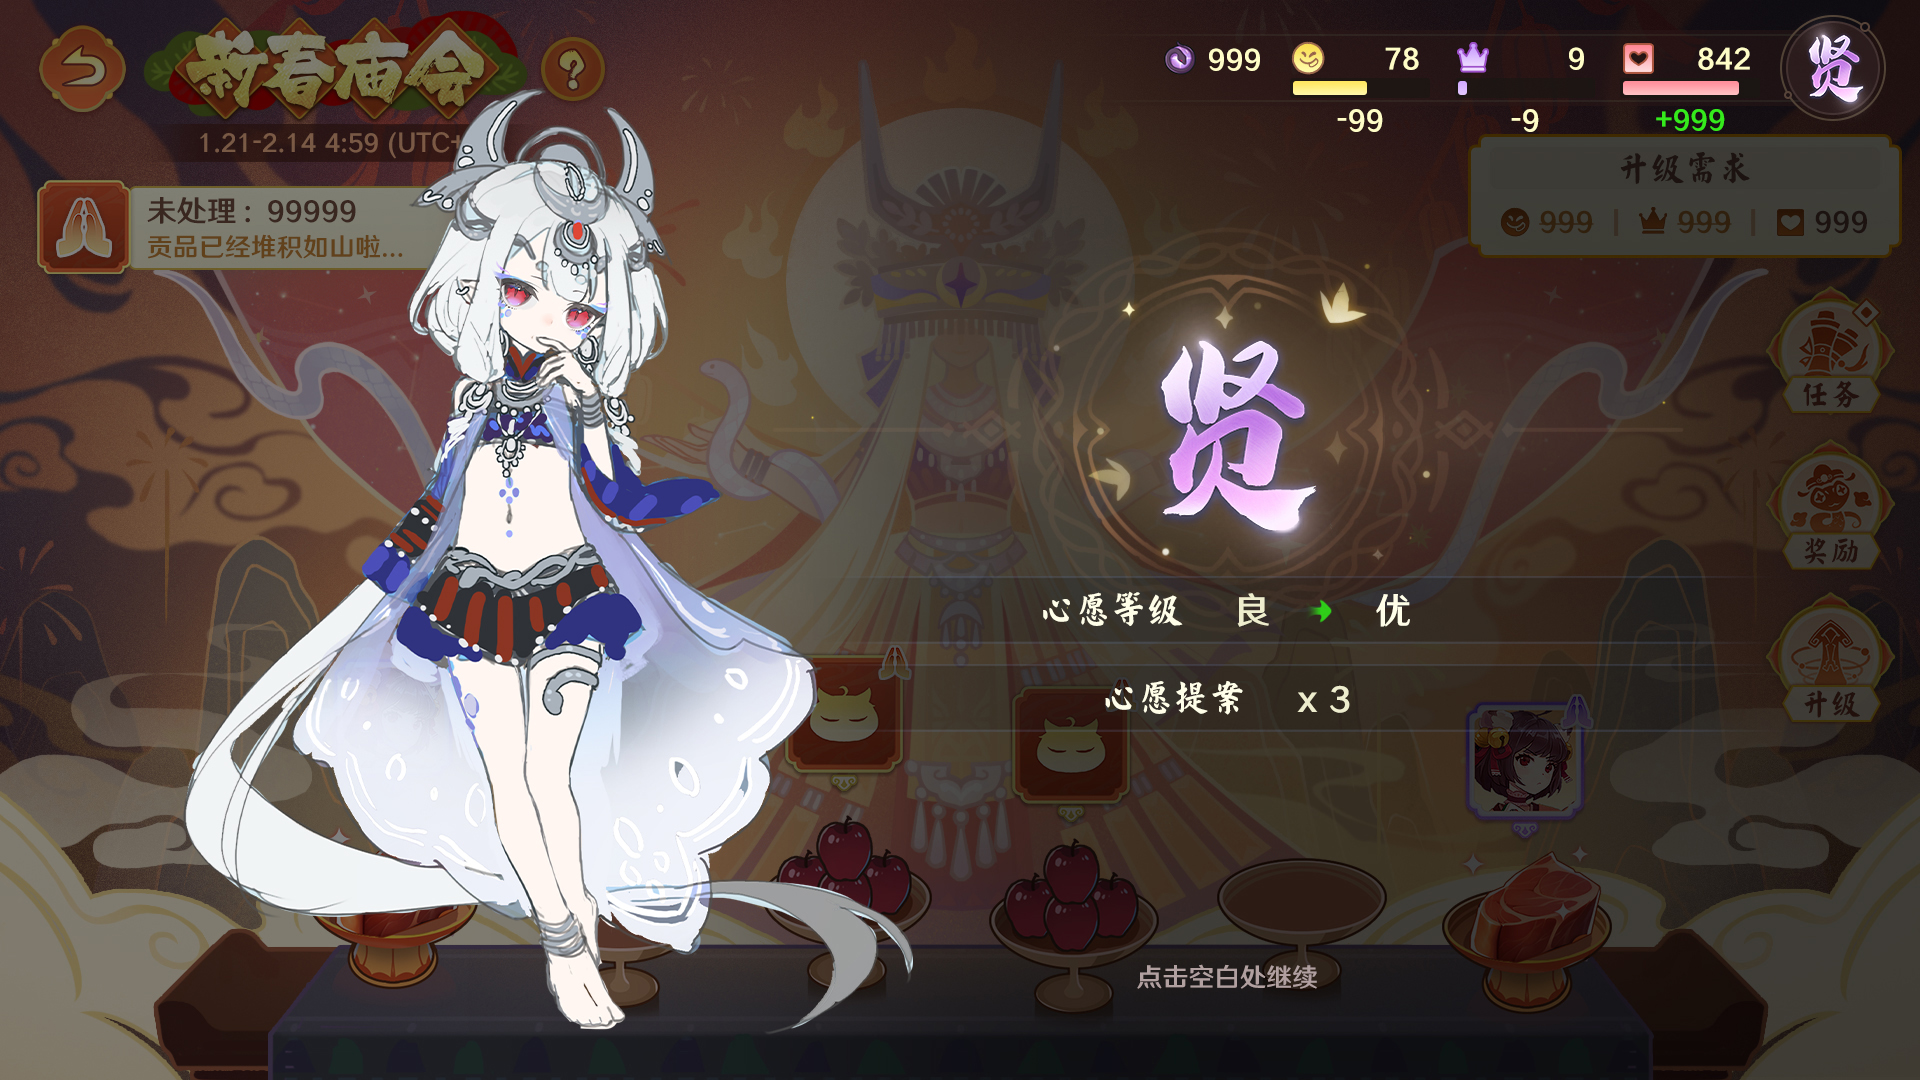 新春庙会
1.21-2.14 4:59 (UTC+
未处理：99999
贡品已经堆积如山啦...
999
78
9
842
贤
-99
-9
+999
升级需求
999 | 999 | 999
贤
任务
奖励
升级
心愿等级 良 → 优
心愿提案 x 3
点击空白处继续